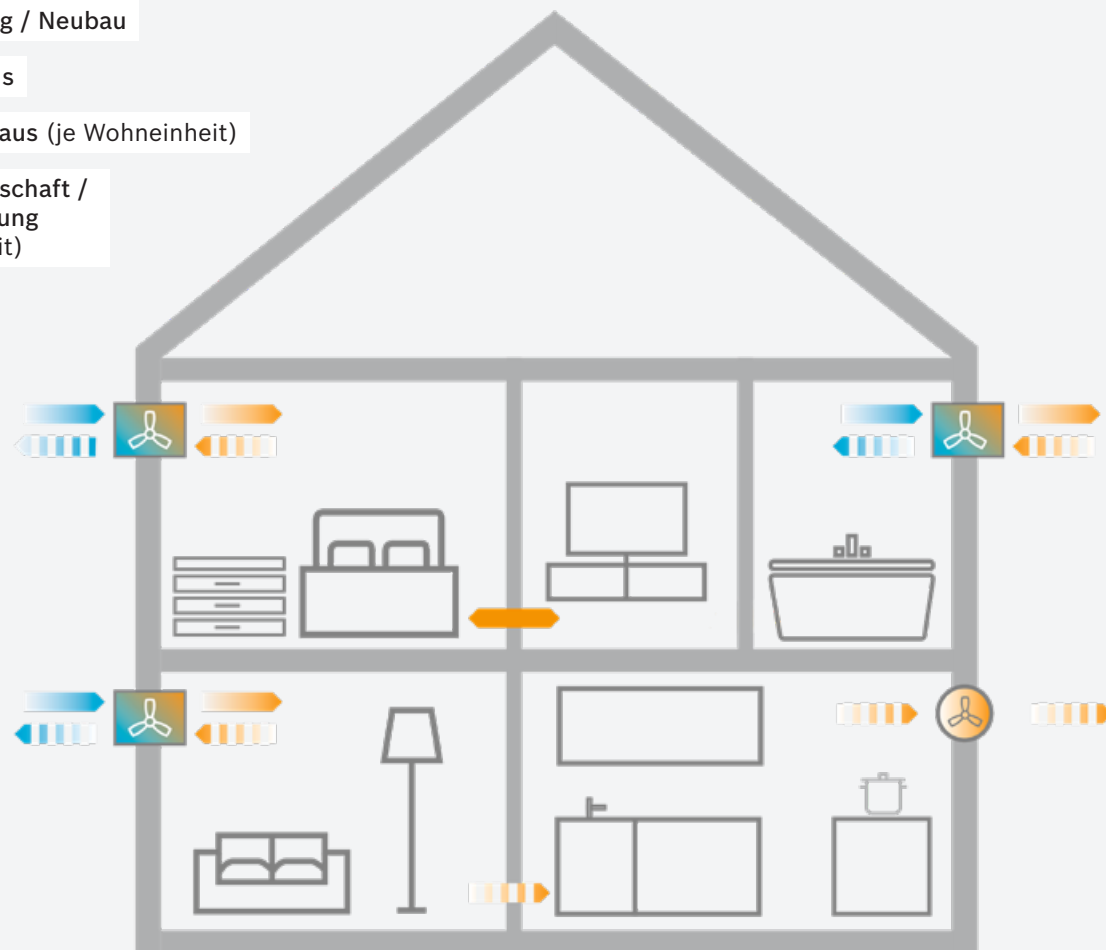 g / Neubau
s
aus (je Wohneinheit)
schaft /
ung
it)